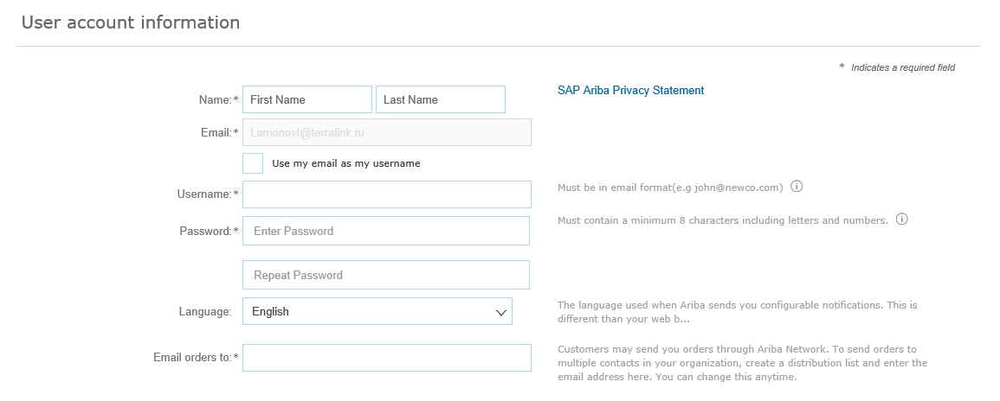 User account information
* Indicates a required field
Name:* First Name Last Name SAP Ariba Privacy Statement
Email:* Lamonovl@terralink.ru
Use my email as my username
Username:* Must be in email format(e.g john@newco.com) i
Password:* Enter Password Must contain a minimum 8 characters including letters and numbers. i
Repeat Password
Language: English
The language used when Ariba sends you configurable notifications. This is
different than your web b...
Email orders to:*
Customers may send you orders through Ariba Network. To send orders to
multiple contacts in your organization, create a distribution list and enter the
email address here. You can change this anytime.